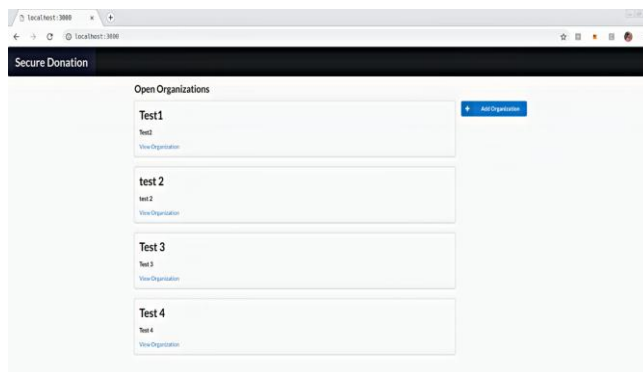 localhost:3000
localhost:3000
Secure Donation
Open Organizations
Test1
Test2
View Organization
Add Organization
test 2
test 2
View Organization
Test 3
Test 3
View Organization
Test 4
Test 4
View Organization